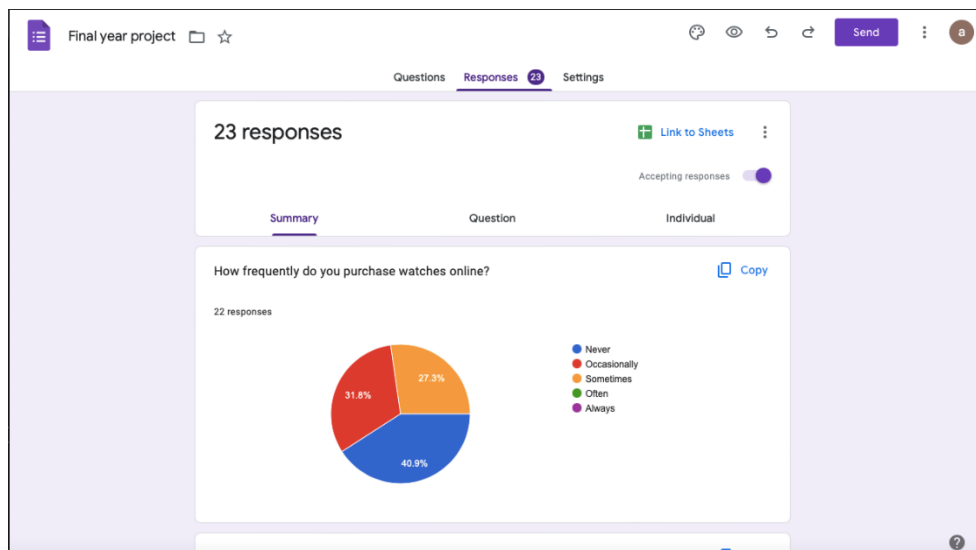 Final year project
Send
a
Questions Responses 23 Settings
23 responses
Link to Sheets
Accepting responses
Summary Question Individual
How frequently do you purchase watches online?
Copy
22 responses
Never
Occasionally
Sometimes
Often
Always
27.3%
31.8%
40.9%
?